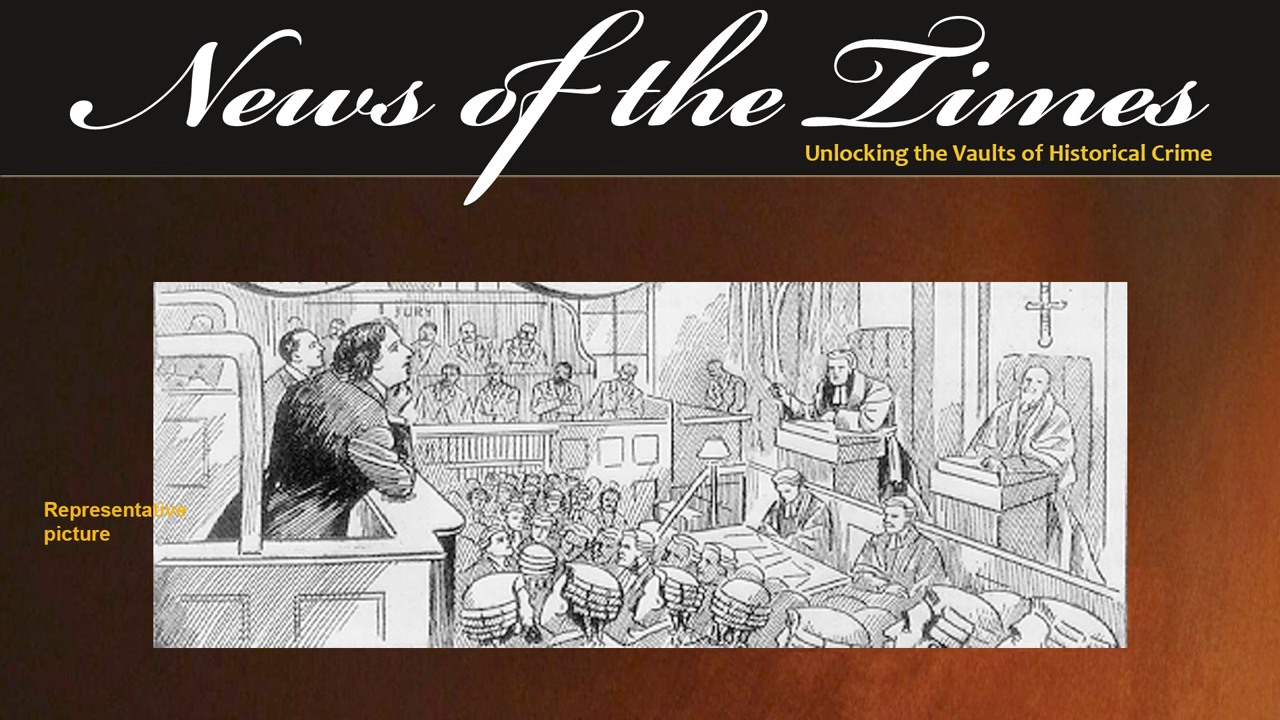 News of the Times
Unlocking the Vaults of Historical Crime
JURY
Representative
picture